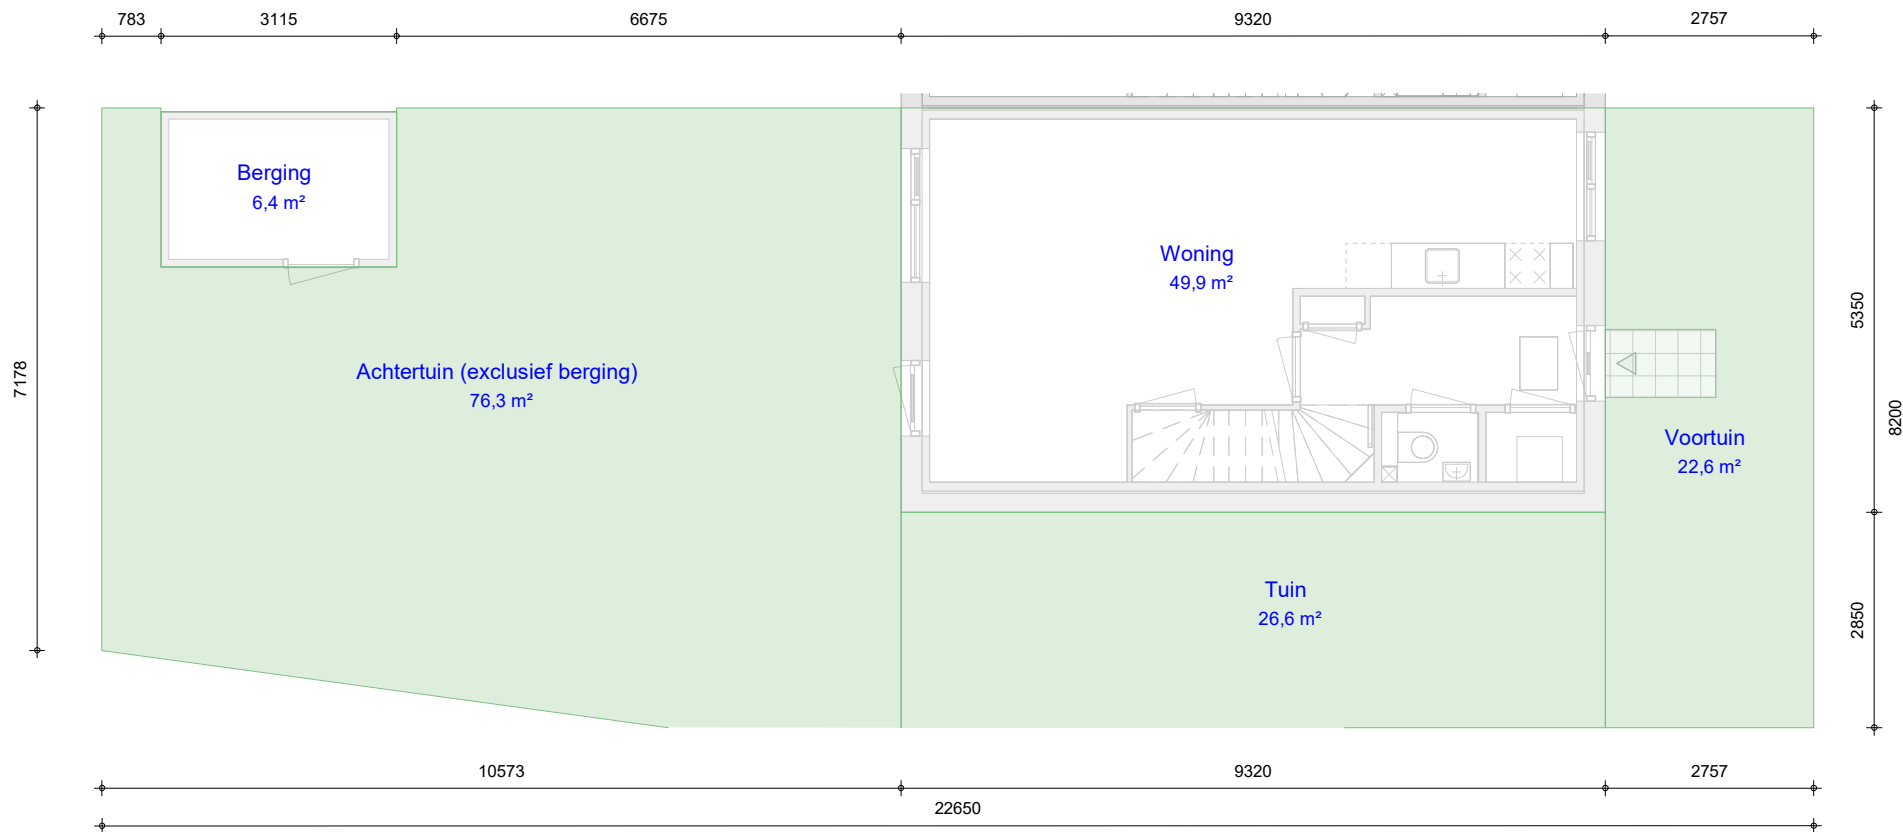 783
3115
6675
9320
2757
Berging
6,4 m²
Woning
49,9 m²
5350
7178
Achtertuin (exclusief berging)
76,3 m²
8200
Voortuin
22,6 m²
Tuin
26,6 m²
2850
10573
9320
2757
22650